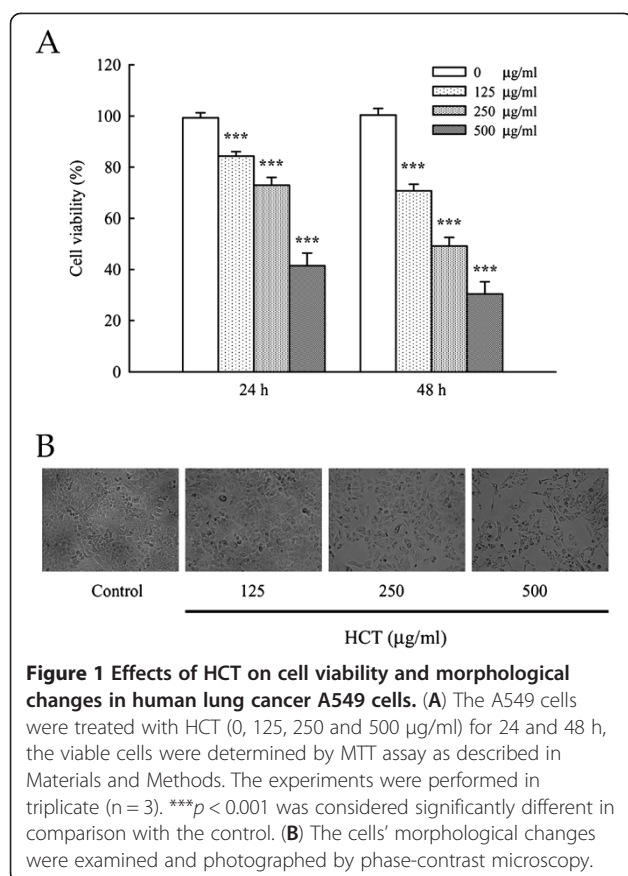 A
120
100
80
60
40
20
0
Cell viability (%)
0 μg/ml
125 μg/ml
250 μg/ml
500 μg/ml
*** *** ***
*** *** ***
24 h 48 h
B
Control 125 250 500
HCT (μg/ml)
Figure 1 Effects of HCT on cell viability and morphological
changes in human lung cancer A549 cells. (A) The A549 cells
were treated with HCT (0, 125, 250 and 500 μg/ml) for 24 and 48 h,
the viable cells were determined by MTT assay as described in
Materials and Methods. The experiments were performed in
triplicate (n = 3). ***p < 0.001 was considered significantly different in
comparison with the control. (B) The cells’ morphological changes
were examined and photographed by phase-contrast microscopy.